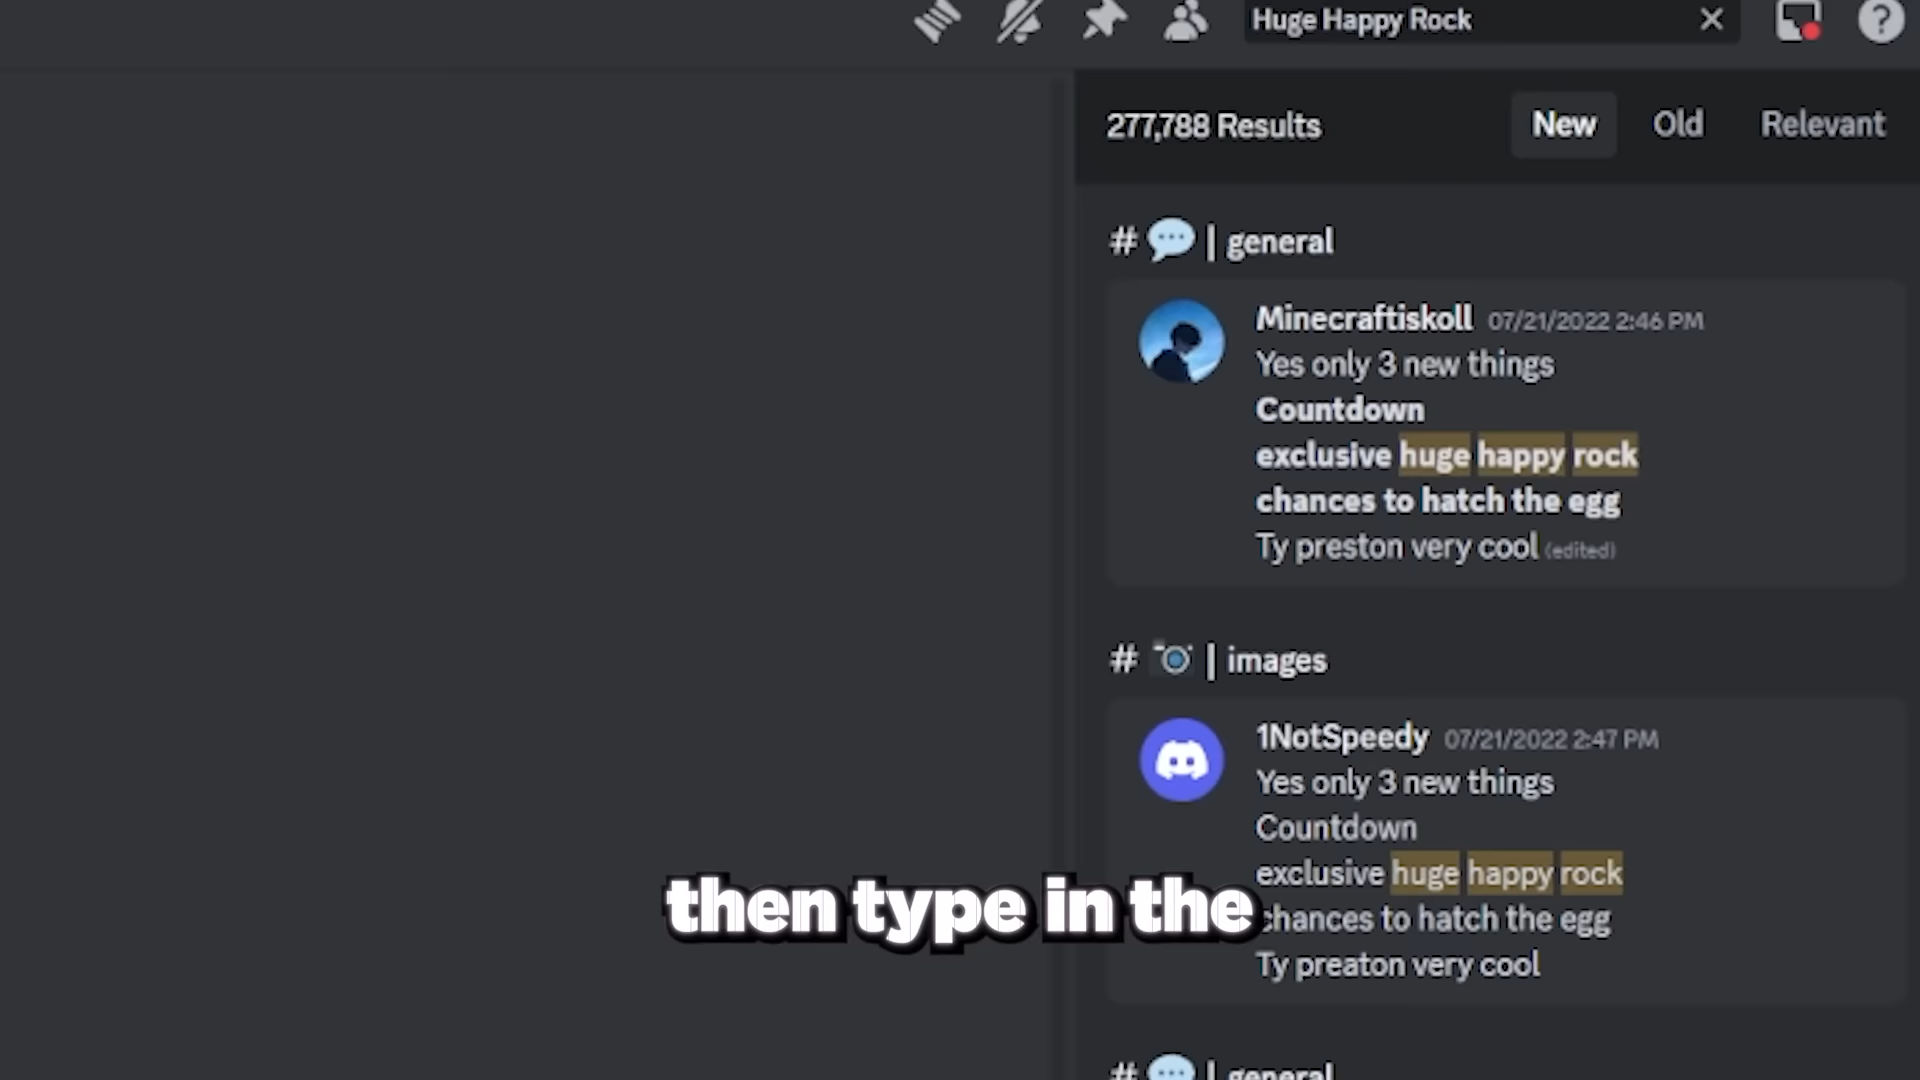 Huge Happy Rock
277,788 Results
New Old Relevant
# | general
Minecraftiskoll 07/21/2022 2:46 PM
Yes only 3 new things
Countdown
exclusive huge happy rock
chances to hatch the egg
Ty preston very cool (edited)
# | images
1NotSpeedy 07/21/2022 2:47 PM
Yes only 3 new things
Countdown
exclusive huge happy rock
chances to hatch the egg
Ty preaton very cool
then type in the
# | general